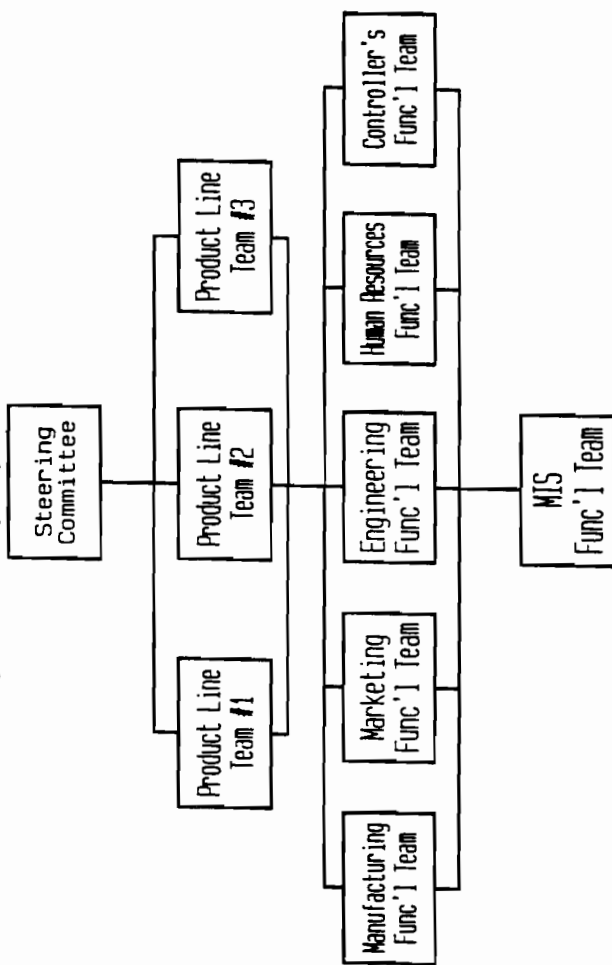 Steering
Committee
Product Line
Team #1
Product Line
Team #2
Product Line
Team #3
Manufacturing
Func'l Team
Marketing
Func'l Team
Engineering
Func'l Team
Human Resources
Func'l Team
Controller's
Func'l Team
MIS
Func'l Team